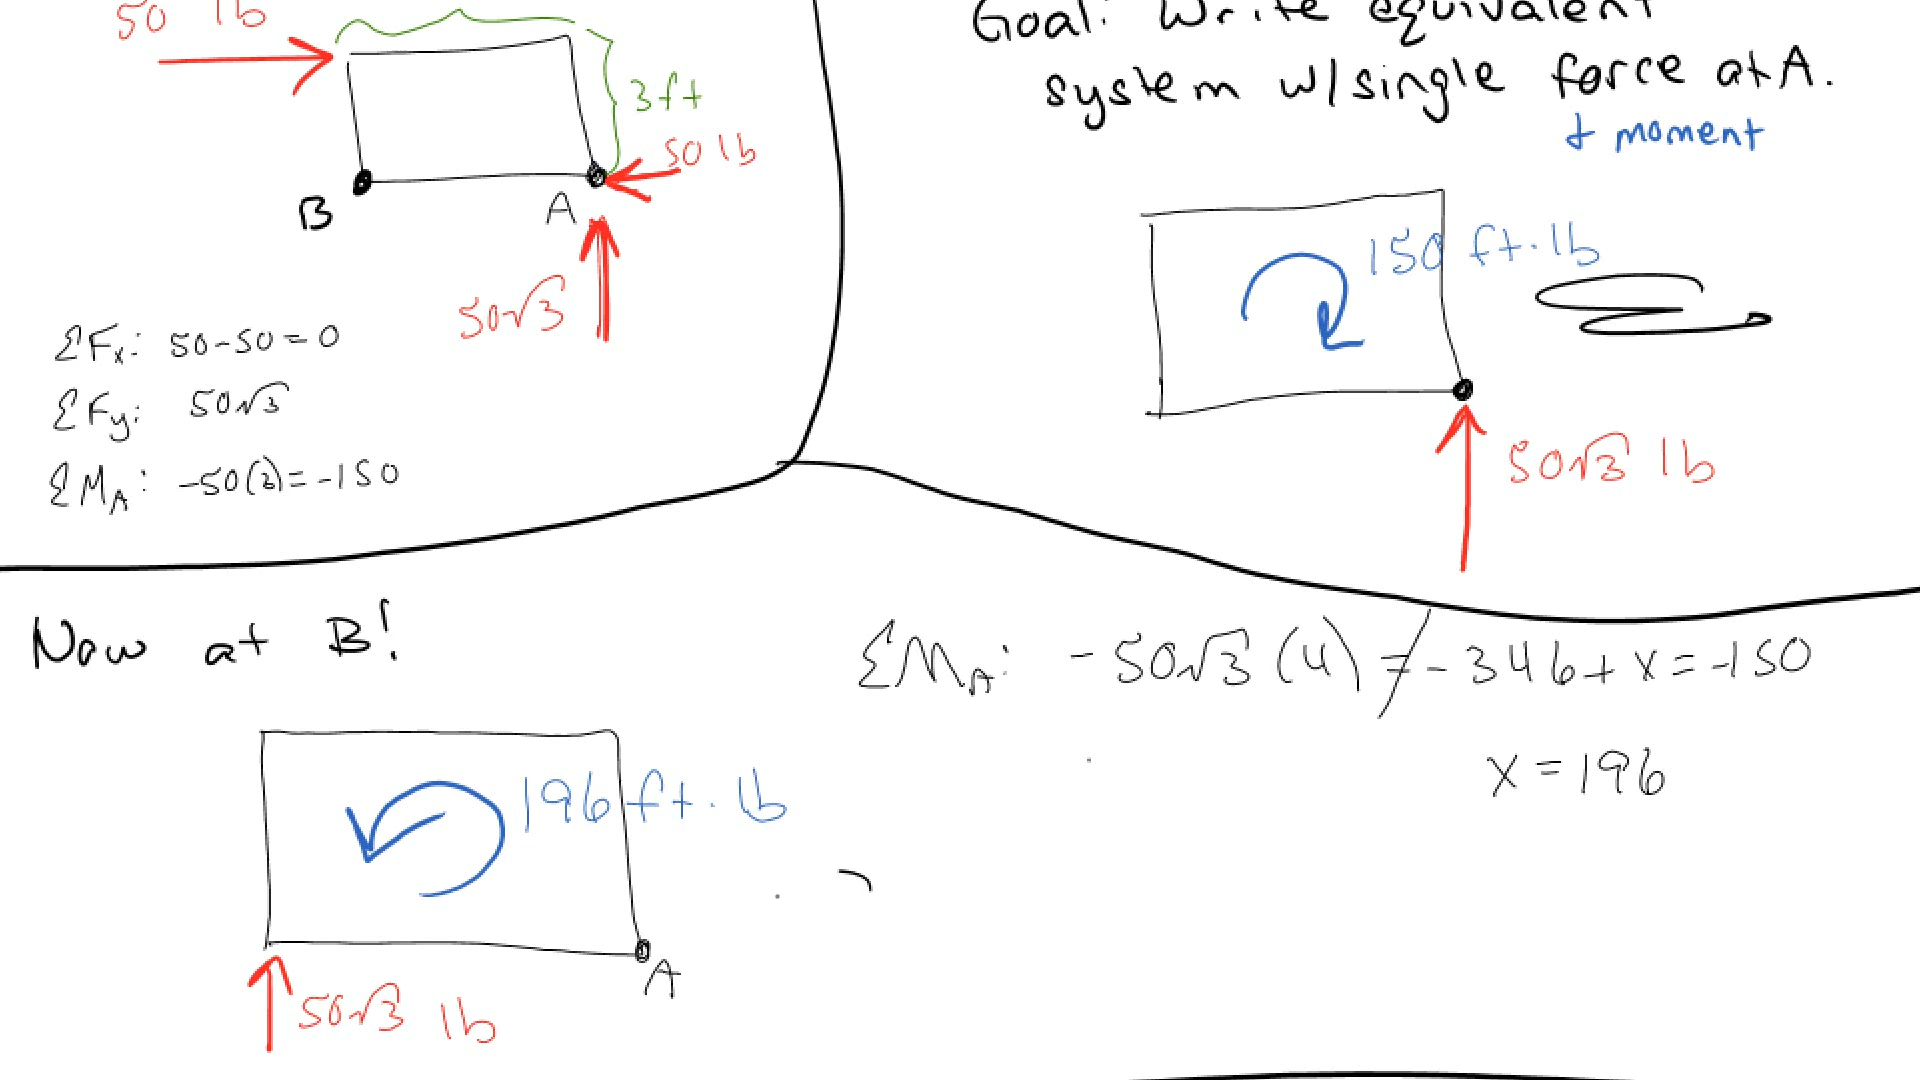 50 lb
3ft
50 lb
B
A
50√3
ΣFx: 50-50=0
ΣFy: 50√3
ΣMA: -50(3)=-150
Goal: Write equivalent
system w/single force at A.
+ moment
150 ft·lb
50√3 lb
Now at B!
196 ft·lb
A
50√3 lb
ΣMA: -50√3(4) = -346+x=-150
x=196